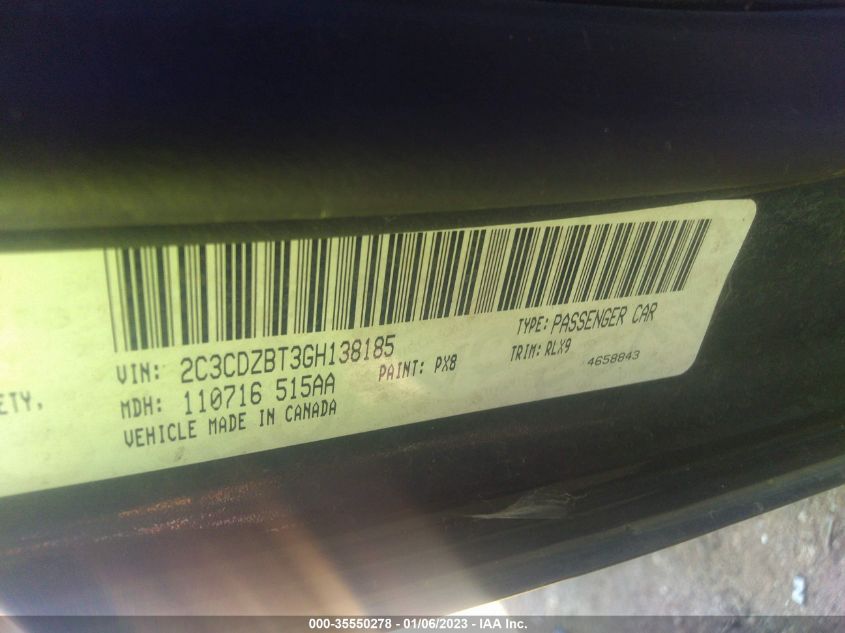 VIN: 2C3CDZBT3GH138185
TYPE: PASSENGER CAR
ETY.
MDH: 110716 515AA
PAINT: PX8
TRIM: RLX9
4658843
VEHICLE MADE IN CANADA
000-35550278 - 01/06/2023 - IAA Inc.